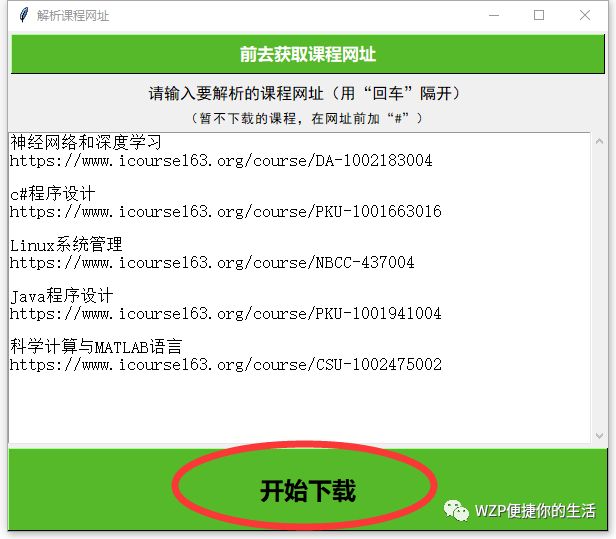 解析课程网址
前去获取课程网址
请输入要解析的课程网址（用“回车”隔开）
（暂不下载的课程，在网址前加“#”）
神经网络和深度学习
https://www.icourse163.org/course/DA-1002183004
c#程序设计
https://www.icourse163.org/course/PKU-1001663016
Linux系统管理
https://www.icourse163.org/course/NBCC-437004
Java程序设计
https://www.icourse163.org/course/PKU-1001941004
科学计算与MATLAB语言
https://www.icourse163.org/course/CSU-1002475002
开始下载
WZP便捷你的生活